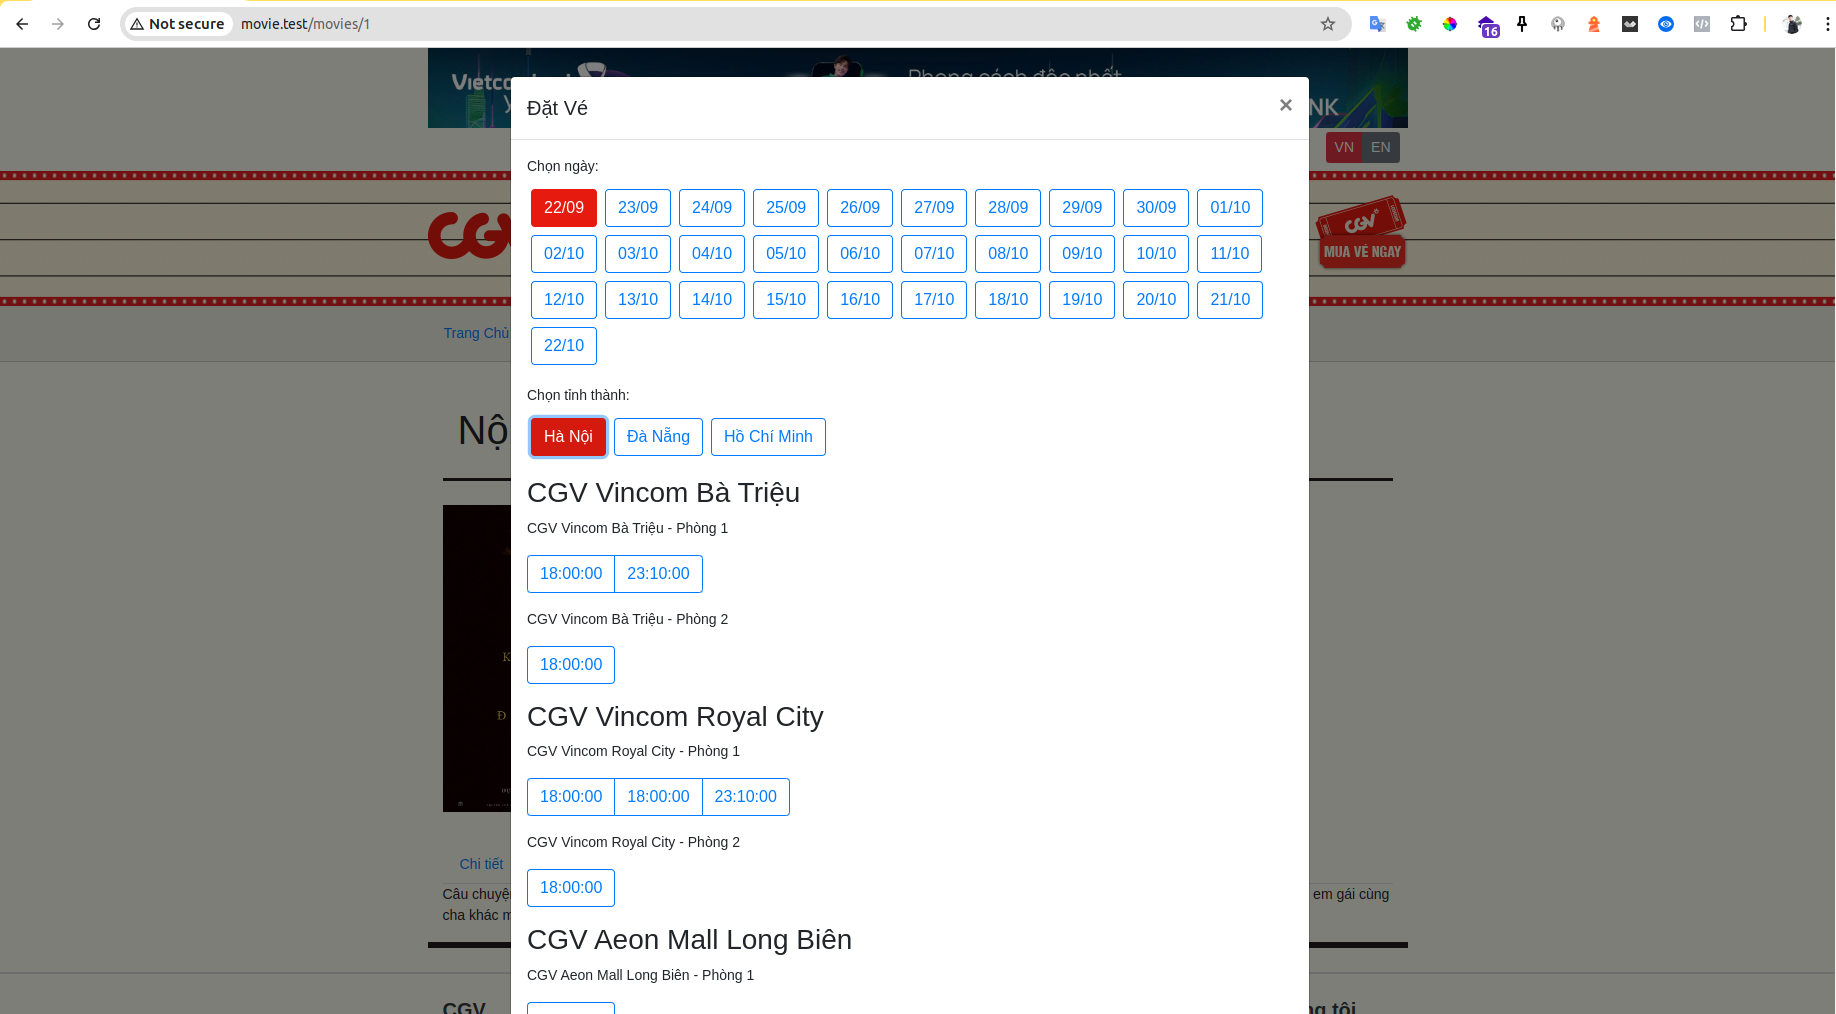 Not secure movie.test/movies/1
16
Phong cách độc nhất
NK
Đặt Vé ×
VN EN
Chọn ngày:
22/09 23/09 24/09 25/09 26/09 27/09 28/09 29/09 30/09 01/10
02/10 03/10 04/10 05/10 06/10 07/10 08/10 09/10 10/10 11/10
12/10 13/10 14/10 15/10 16/10 17/10 18/10 19/10 20/10 21/10
22/10
CGV
CGV
MUA VÉ NGAY
Trang Chủ
Chọn tỉnh thành:
Hà Nội Đà Nẵng Hồ Chí Minh
CGV Vincom Bà Triệu
CGV Vincom Bà Triệu - Phòng 1
18:00:00 23:10:00
CGV Vincom Bà Triệu - Phòng 2
18:00:00
CGV Vincom Royal City
CGV Vincom Royal City - Phòng 1
18:00:00 18:00:00 23:10:00
CGV Vincom Royal City - Phòng 2
18:00:00
CGV Aeon Mall Long Biên
CGV Aeon Mall Long Biên - Phòng 1
Chi tiết
Câu chuyệ
em gái cùng
cha khác m
CGV